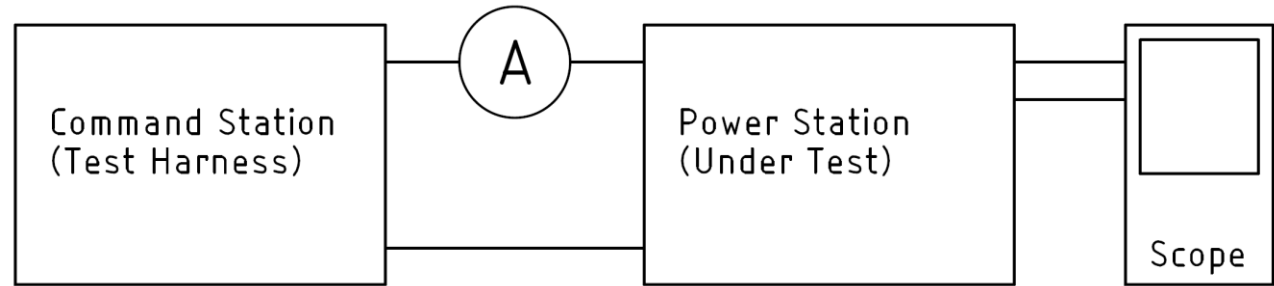 Command Station
(Test Harness)
A
Power Station
(Under Test)
Scope